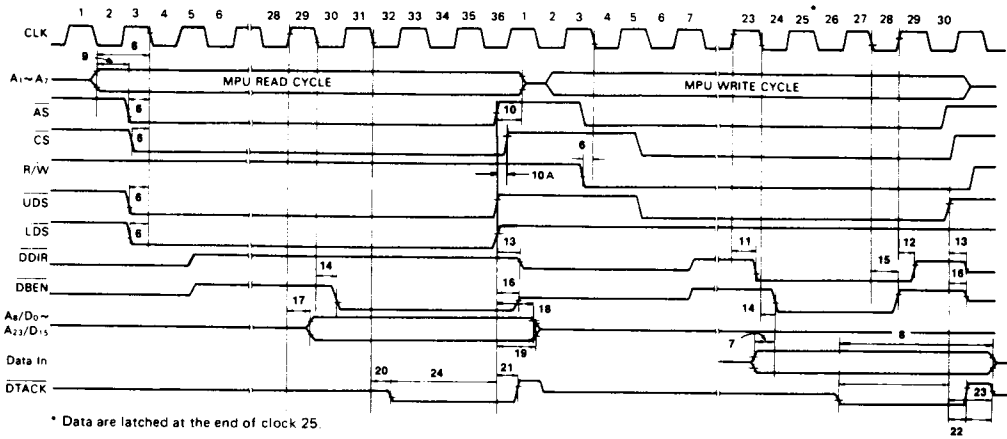 1 2 3 4 5 6 7 28 29 30 31 32 33 34 35 36 1 2 3 4 5 6 7 23 24 25* 26 27 28 29 30
CLK
6
9
A1~A7 MPU READ CYCLE MPU WRITE CYCLE
AS 6 10
CS 6
R/W 10A 6
UDS 6
LDS 6
DDIR 13 11 12 13
DBEN 14 16 14 15 16
A8/D0~
A23/D15 17 18
19
Data In 7 8
DTACK 20 24 21 23
22
* Data are latched at the end of clock 25.